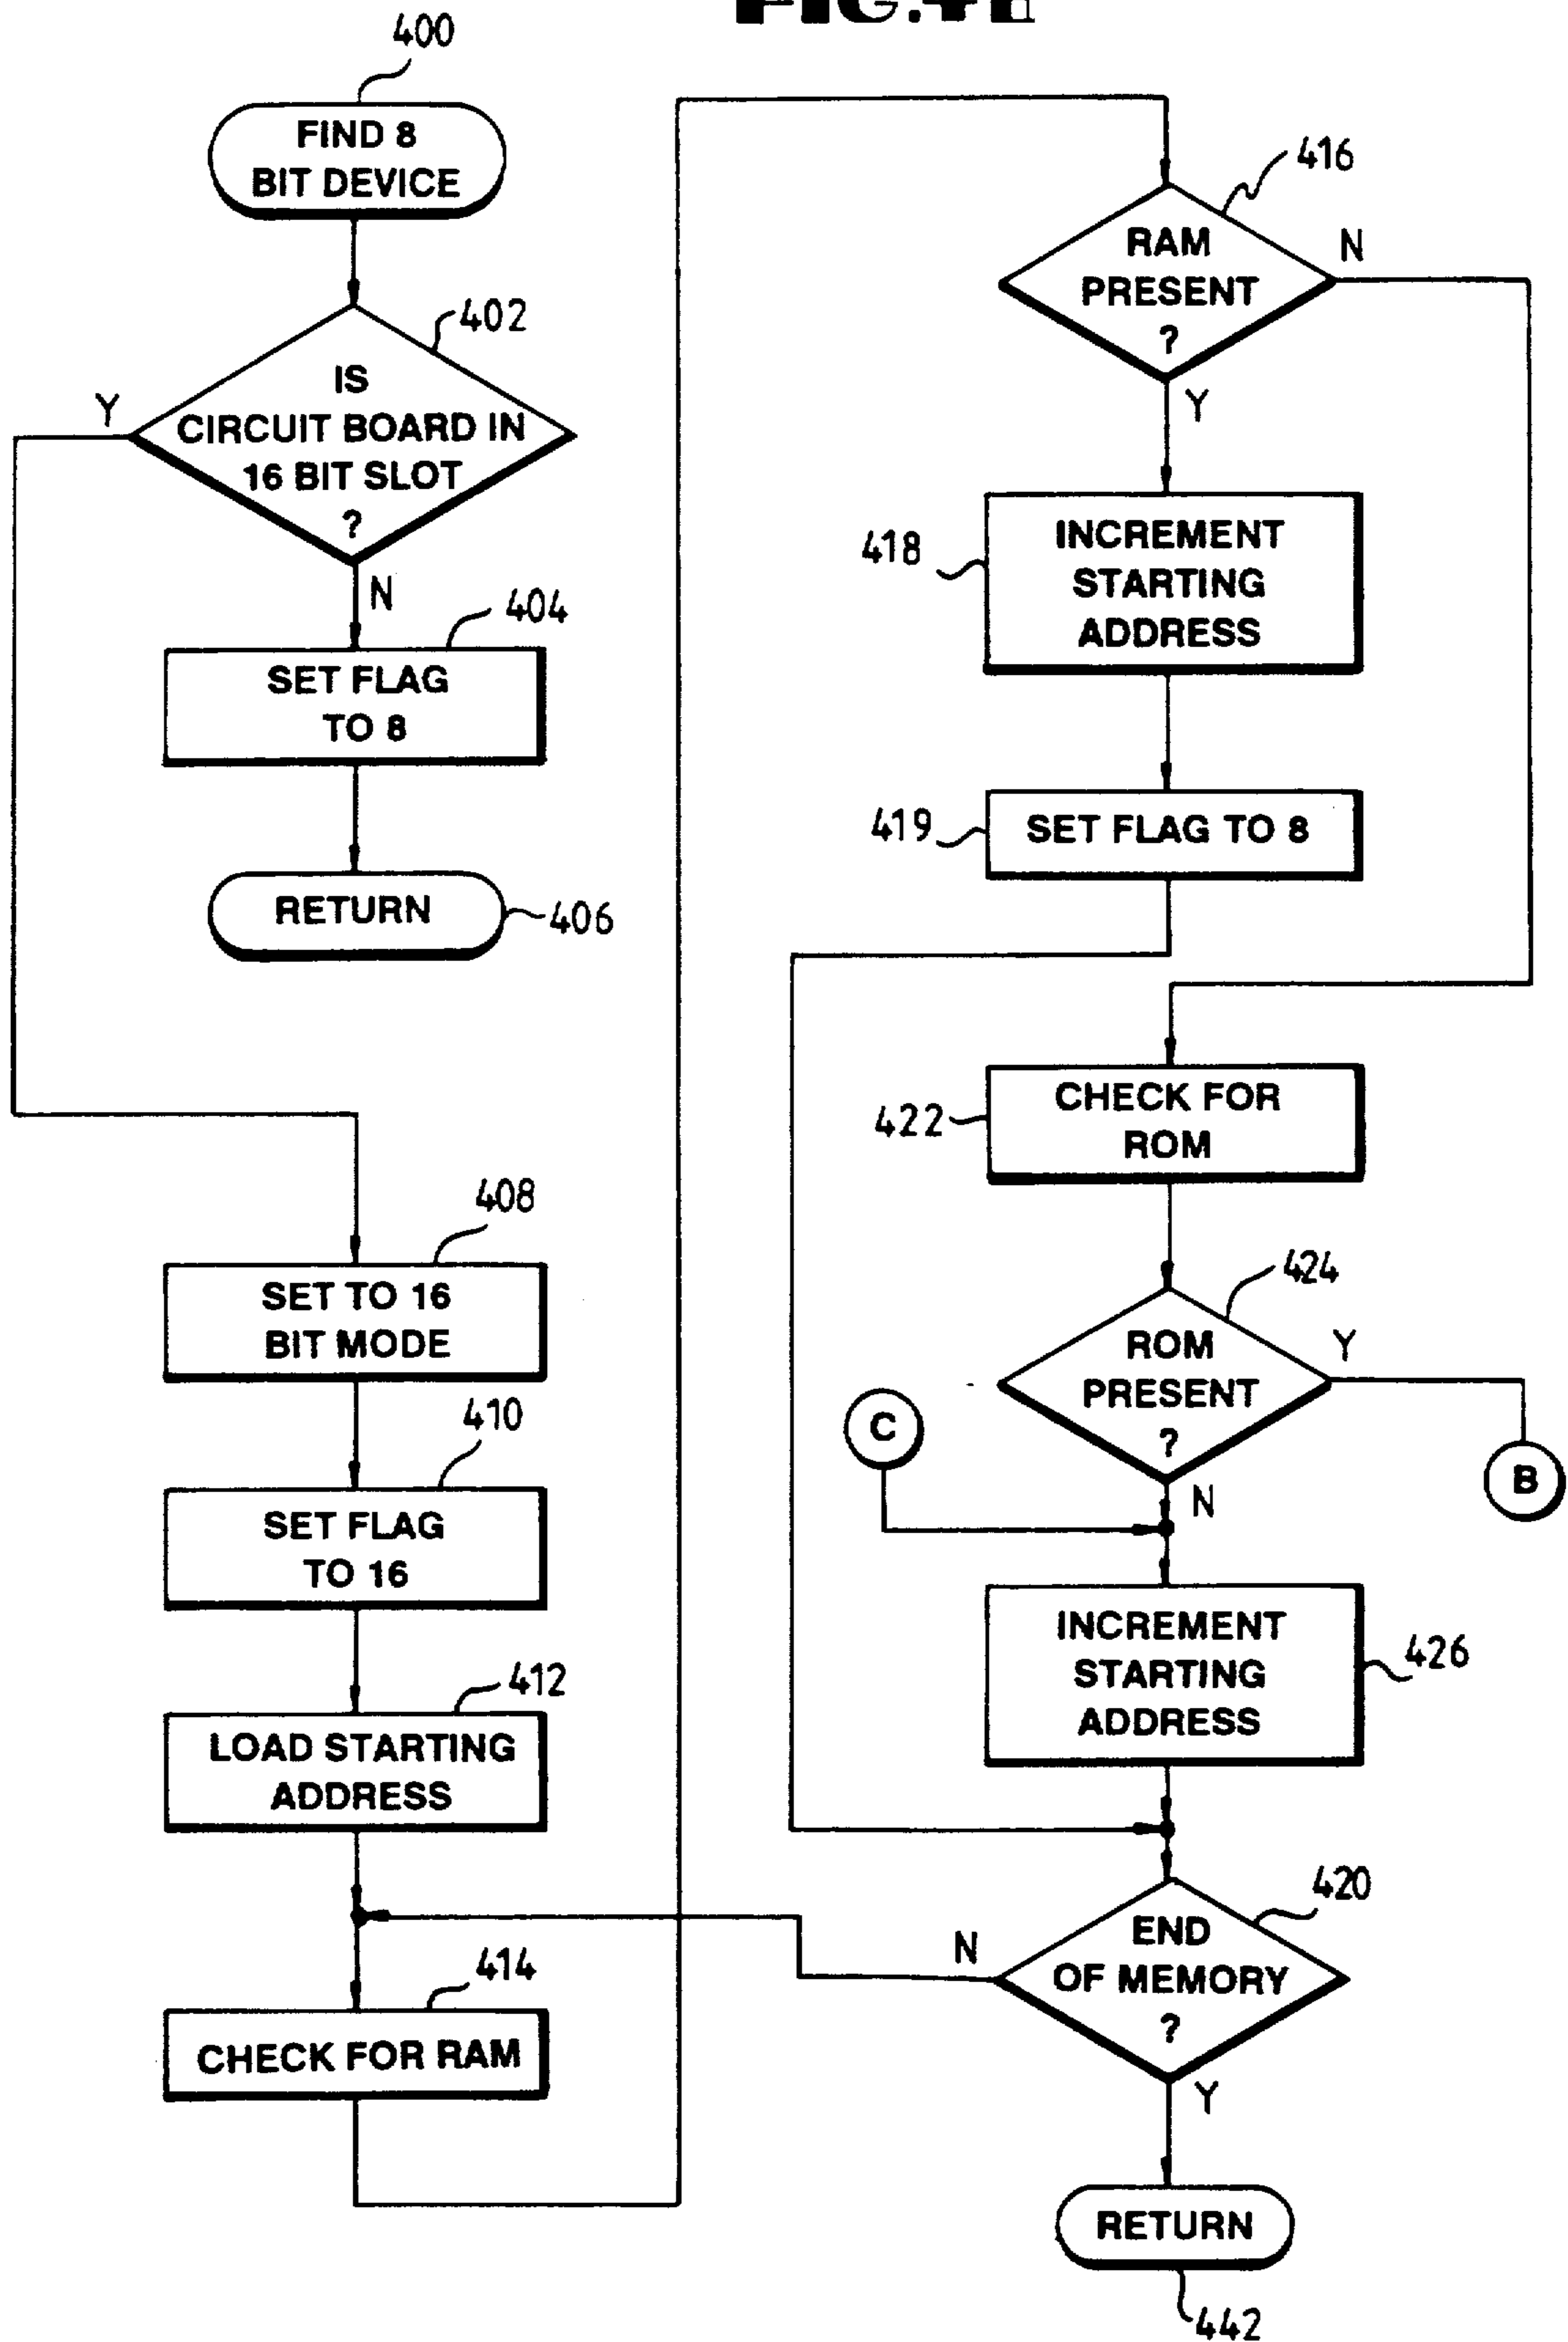 400
FIND 8
BIT DEVICE
402
IS
CIRCUIT BOARD IN
16 BIT SLOT
?
Y
N
404
SET FLAG
TO 8
RETURN
406
408
SET TO 16
BIT MODE
410
SET FLAG
TO 16
412
LOAD STARTING
ADDRESS
414
CHECK FOR RAM
416
RAM
PRESENT
?
N
Y
418
INCREMENT
STARTING
ADDRESS
419
SET FLAG TO 8
422
CHECK FOR
ROM
424
ROM
PRESENT
?
Y
B
C
N
INCREMENT
STARTING
ADDRESS
426
420
END
OF MEMORY
?
N
Y
RETURN
442